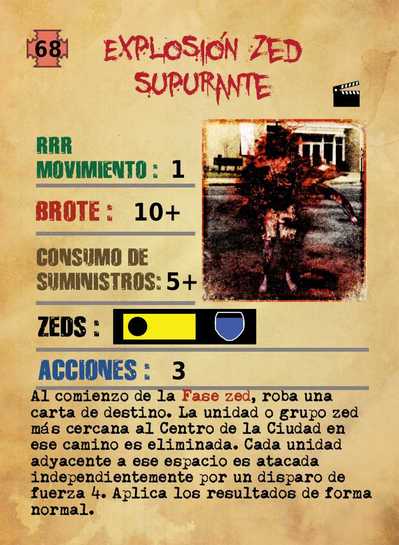 68
EXPLOSIÓN ZED
SUPURANTE
RRR
MOVIMIENTO : 1
BROTE : 10+
CONSUMO DE
SUMINISTROS: 5+
ZEDS :
ACCIONES : 3
Al comienzo de la Fase zed, roba una
carta de destino. La unidad o grupo zed
más cercana al Centro de la Ciudad en
ese camino es eliminada. Cada unidad
adyacente a ese espacio es atacada
independientemente por un disparo de
fuerza 4. Aplica los resultados de forma
normal.